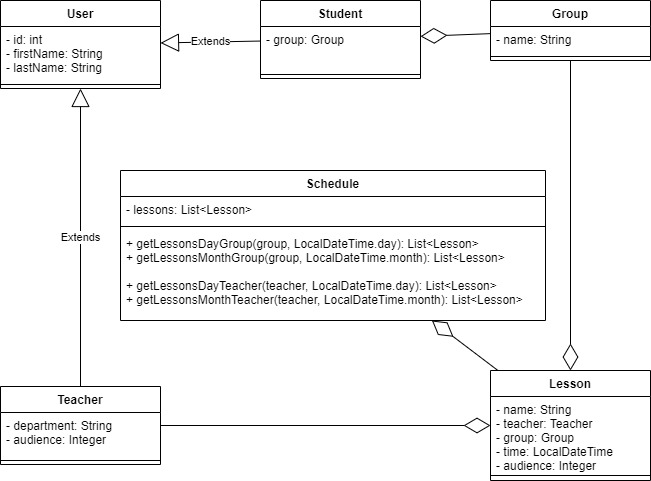 User
- id: int
- firstName: String
- lastName: String
Extends
Student
- group: Group
Group
- name: String
Schedule
- lessons: List<Lesson>
+ getLessonsDayGroup(group, LocalDateTime.day): List<Lesson>
+ getLessonsMonthGroup(group, LocalDateTime.month): List<Lesson>
+ getLessonsDayTeacher(teacher, LocalDateTime.day): List<Lesson>
+ getLessonsMonthTeacher(teacher, LocalDateTime.month): List<Lesson>
Extends
Teacher
- department: String
- audience: Integer
Lesson
- name: String
- teacher: Teacher
- group: Group
- time: LocalDateTime
- audience: Integer